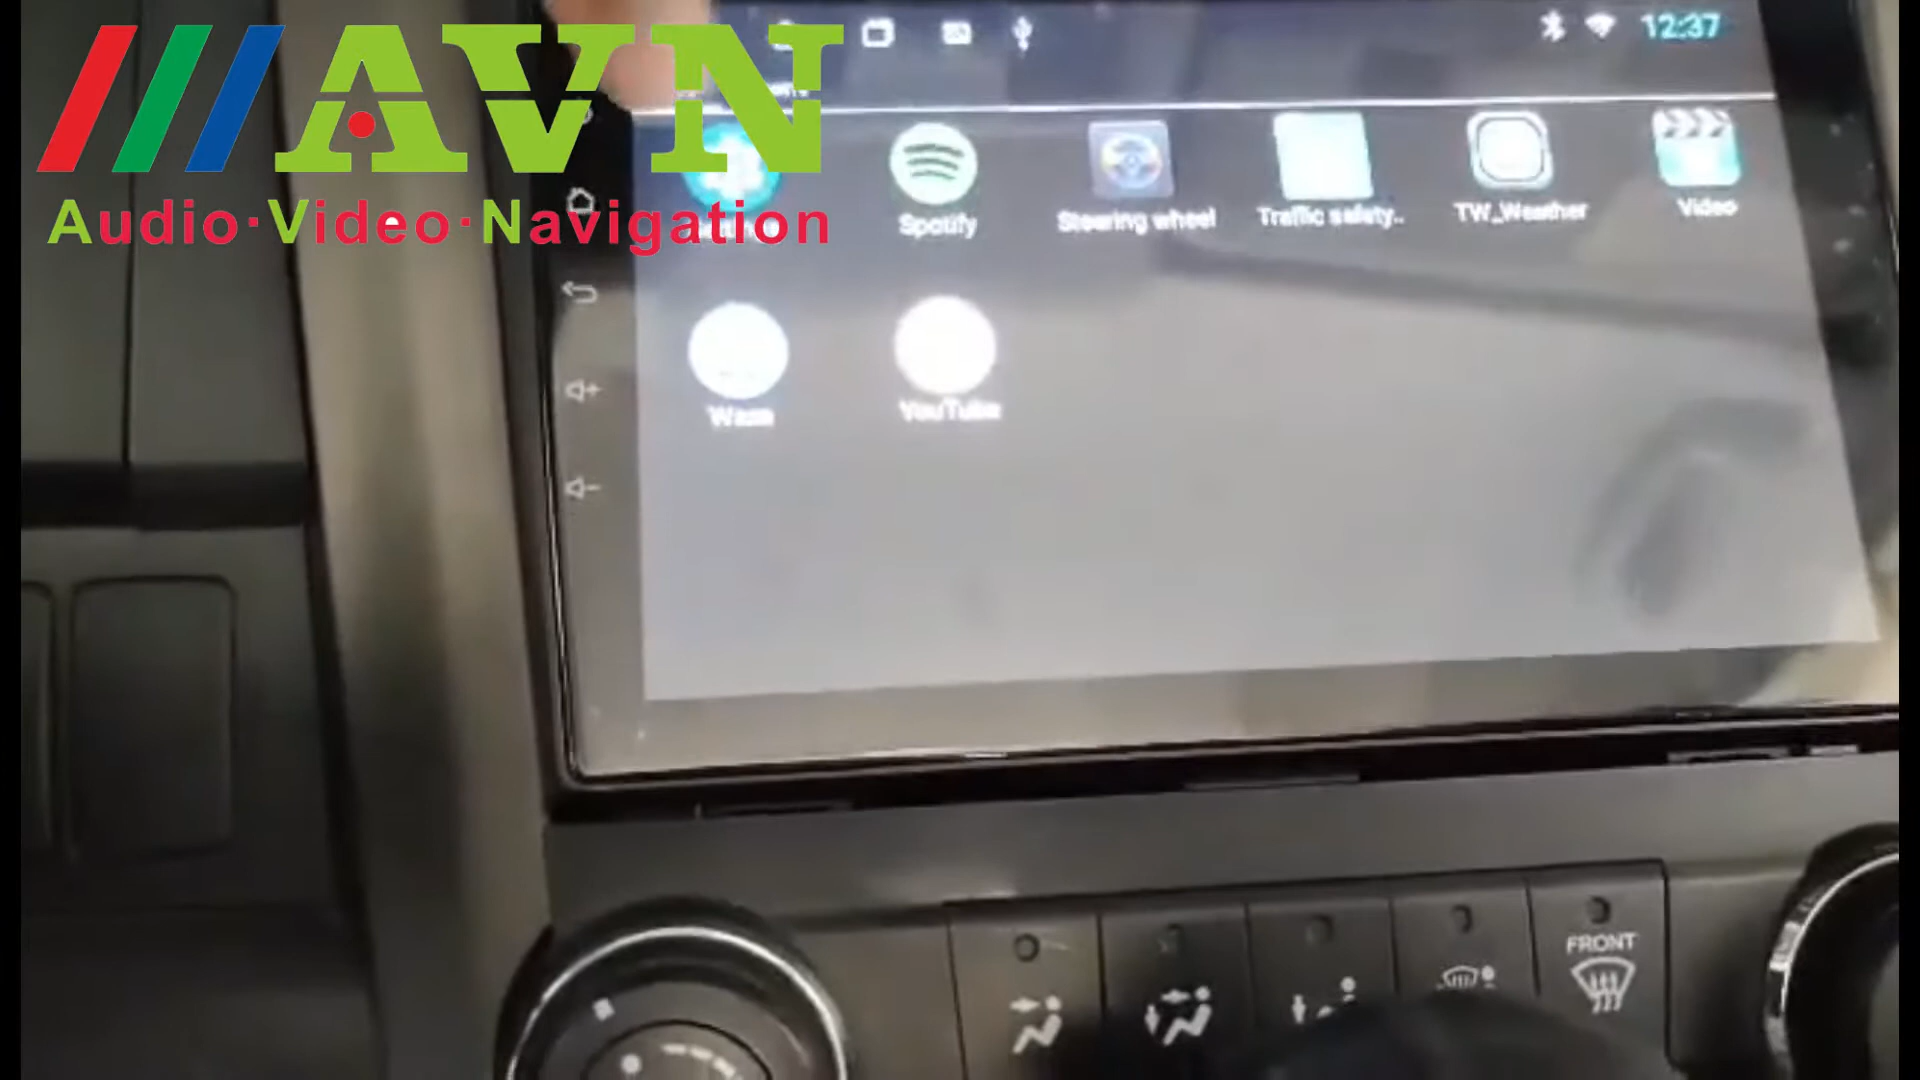 ///AVN
Audio·Video·Navigation
12:37
Spotify
Steering wheel
Traffic safety..
TW_Weather
Video
Waze
YouTube
FRONT